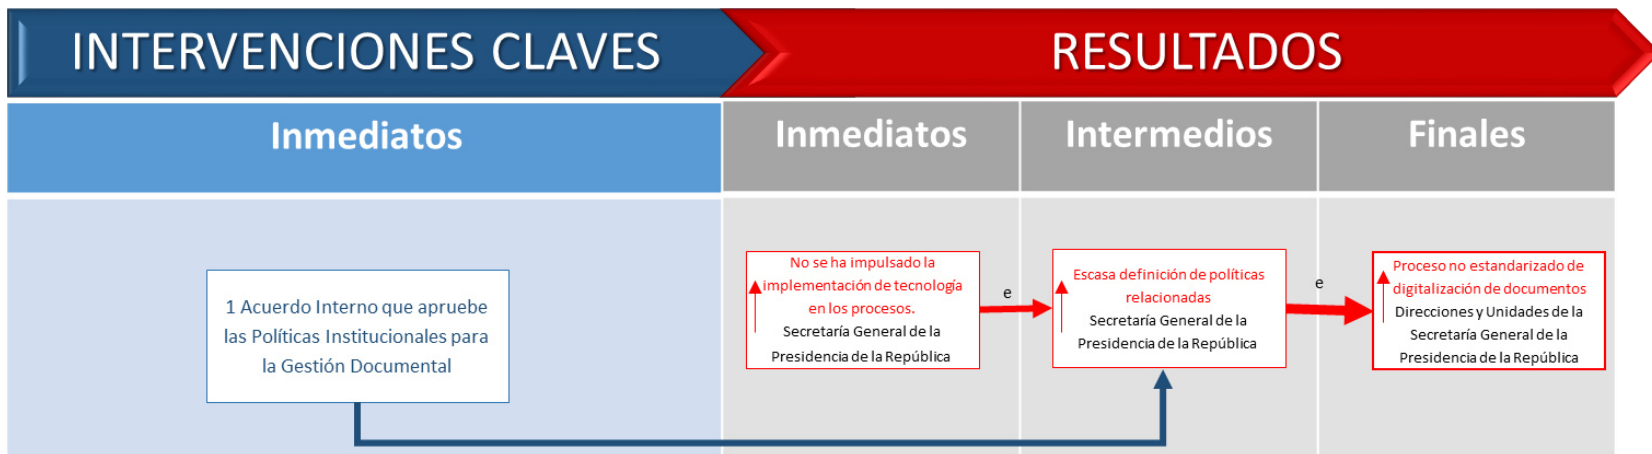 INTERVENCIONES CLAVES
RESULTADOS
Inmediatos
Inmediatos
Intermedios
Finales
1 Acuerdo Interno que apruebe
las Políticas Institucionales para
la Gestión Documental
No se ha impulsado la
implementación de tecnología
en los procesos.
Secretaría General de la
Presidencia de la República
e
Escasa definición de políticas
relacionadas
Secretaría General de la
Presidencia de la República
e
Proceso no estandarizado de
digitalización de documentos
Direcciones y Unidades de la
Secretaría General de la
Presidencia de la República